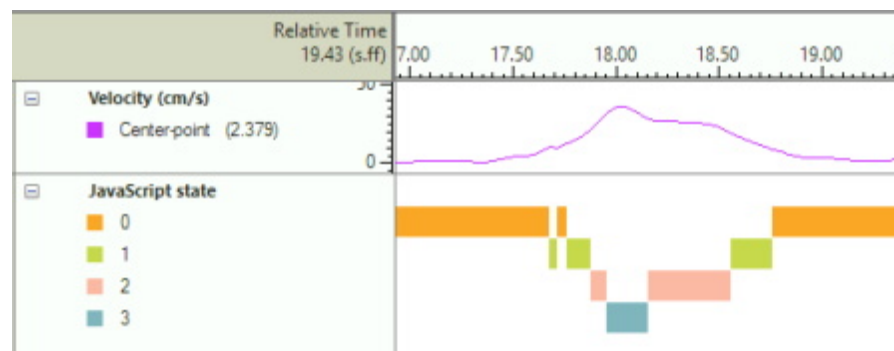 Relative Time
19.43 (s.ff)
7.00 17.50 18.00 18.50 19.00
Velocity (cm/s)
Center-point (2.379)
0
JavaScript state
0
1
2
3